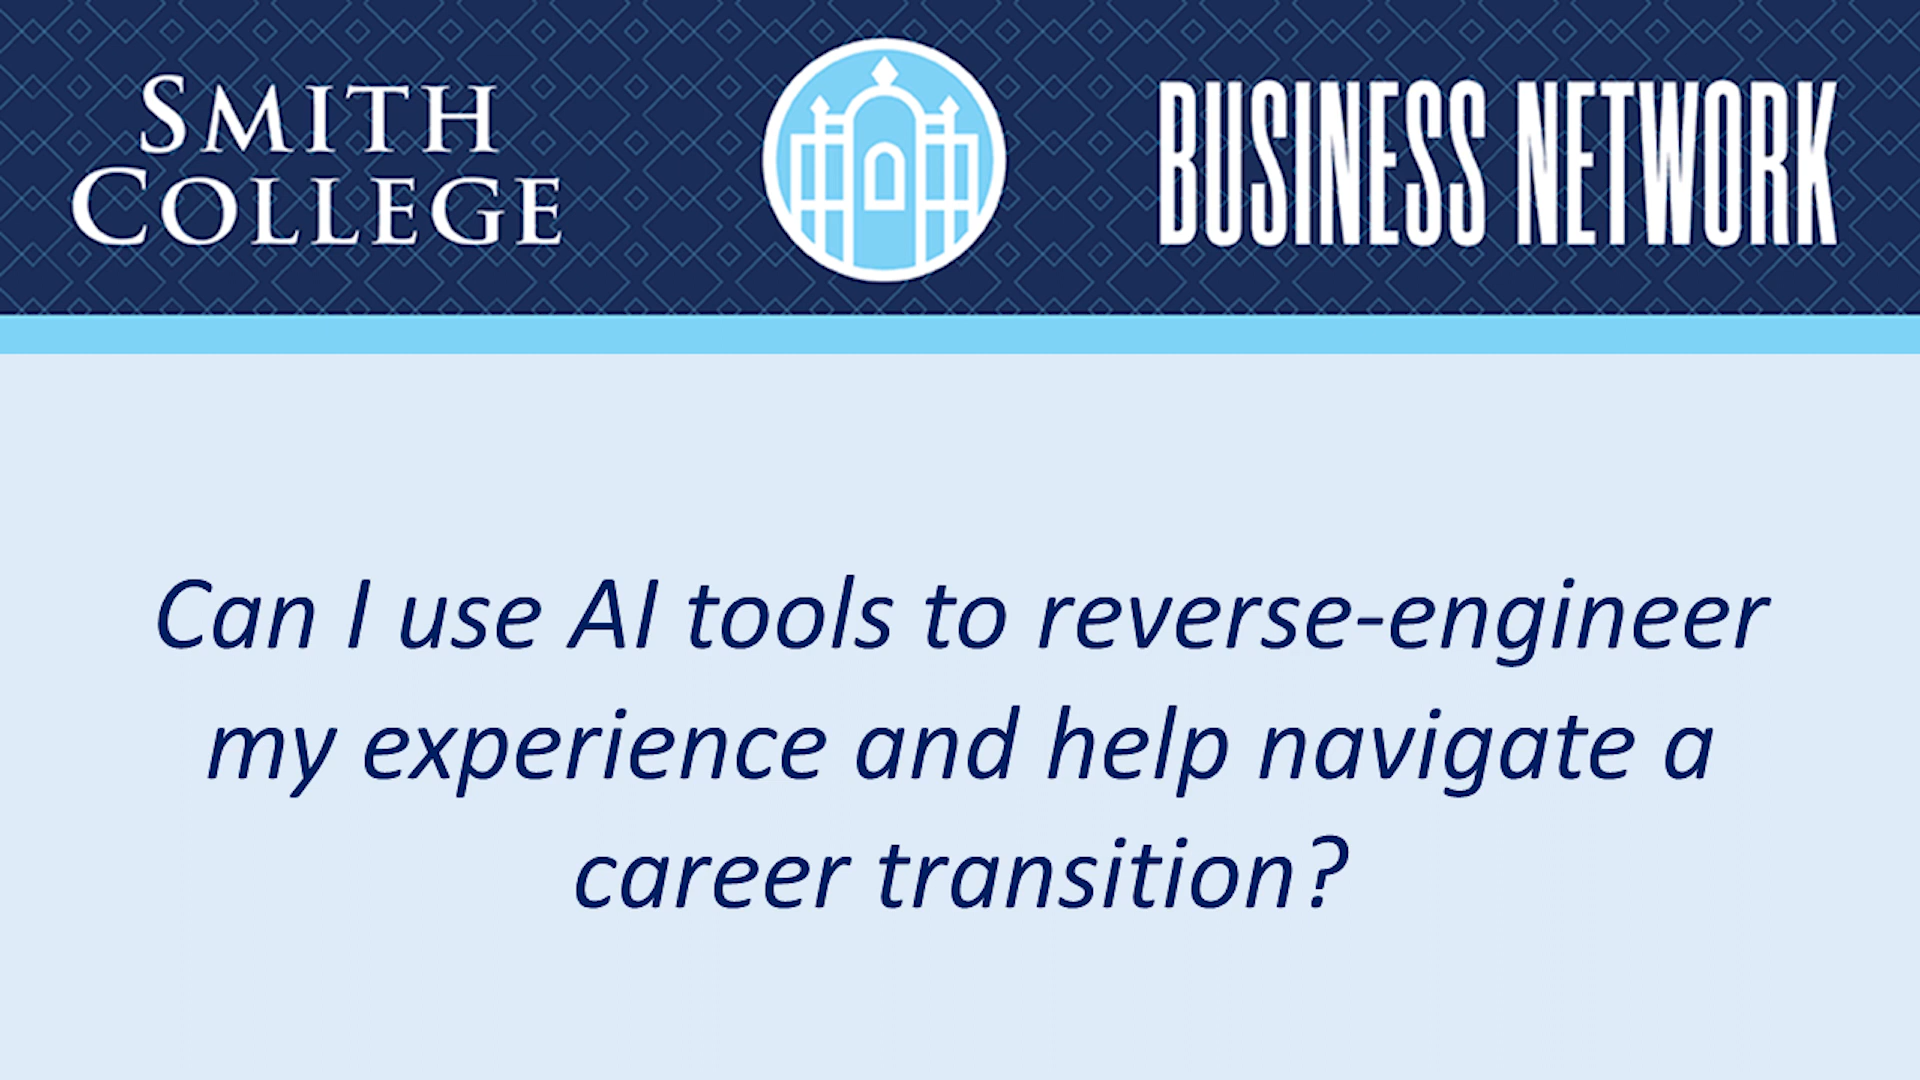 SMITH
COLLEGE
BUSINESS NETWORK
Can I use AI tools to reverse-engineer
my experience and help navigate a
career transition?